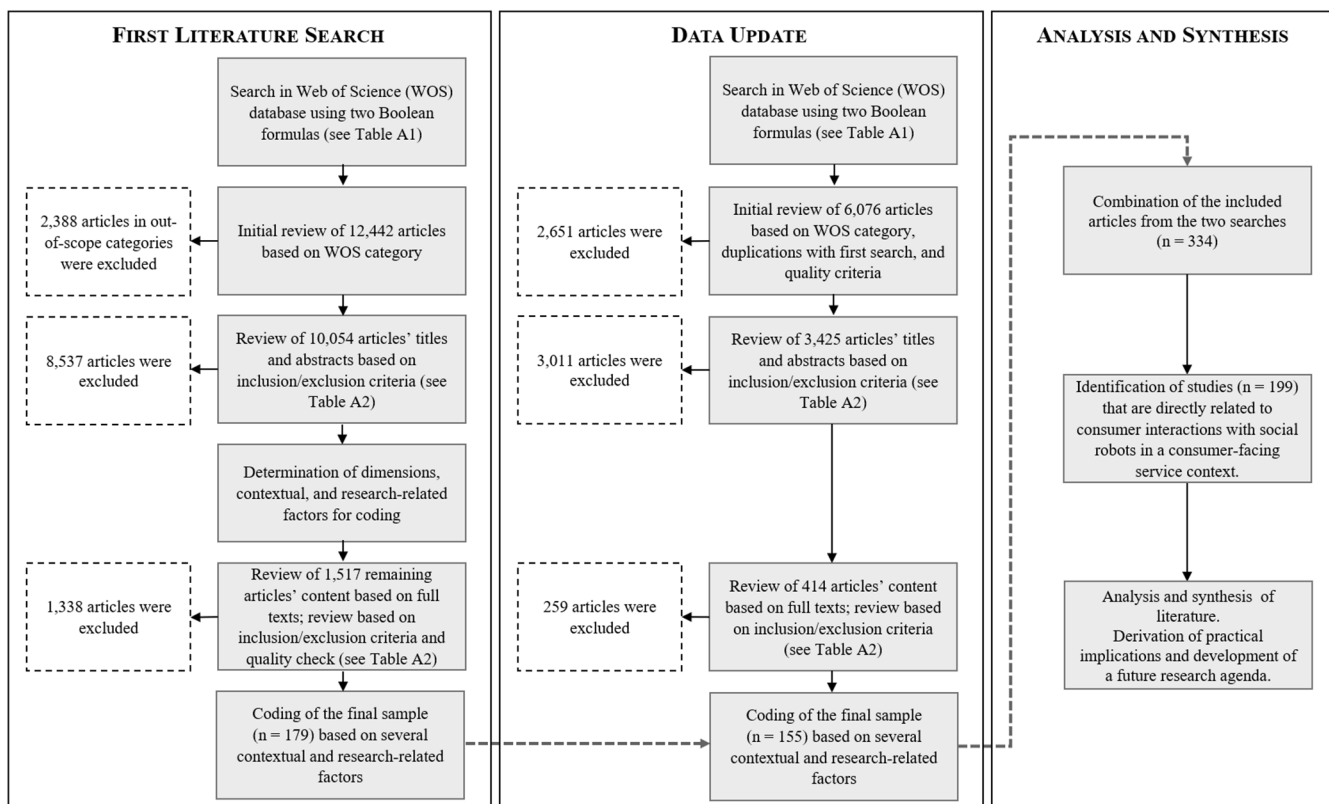 FIRST LITERATURE SEARCH
Search in Web of Science (WOS)
database using two Boolean
formulas (see Table A1)
2,388 articles in out-
of-scope categories
were excluded
Initial review of 12,442 articles
based on WOS category
8,537 articles were
excluded
Review of 10,054 articles’ titles
and abstracts based on
inclusion/exclusion criteria (see
Table A2)
Determination of dimensions,
contextual, and research-related
factors for coding
1,338 articles were
excluded
Review of 1,517 remaining
articles’ content based on full
texts; review based on
inclusion/exclusion criteria and
quality check (see Table A2)
Coding of the final sample
(n = 179) based on several
contextual and research-related
factors
DATA UPDATE
Search in Web of Science (WOS)
database using two Boolean
formulas (see Table A1)
2,651 articles were
excluded
Initial review of 6,076 articles
based on WOS category,
duplications with first search, and
quality criteria
3,011 articles were
excluded
Review of 3,425 articles’ titles
and abstracts based on
inclusion/exclusion criteria (see
Table A2)
259 articles were
excluded
Review of 414 articles’ content
based on full texts; review based
on inclusion/exclusion criteria
(see Table A2)
Coding of the final sample
(n = 155) based on several
contextual and research-related
factors
ANALYSIS AND SYNTHESIS
Combination of the included
articles from the two searches
(n = 334)
Identification of studies (n = 199)
that are directly related to
consumer interactions with social
robots in a consumer-facing
service context.
Analysis and synthesis of
literature.
Derivation of practical
implications and development of
a future research agenda.